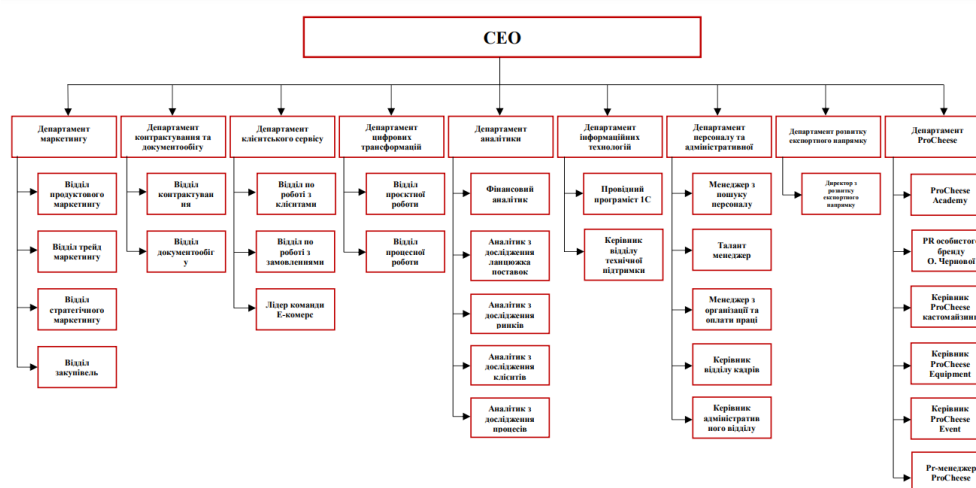 CEO
Департамент
маркетингу
Департамент
контрактування та
документообігу
Департамент
клієнтського сервісу
Департамент
цифрових
трансформацій
Департамент
аналітики
Департамент
інформаційних
технологій
Департамент
персоналу та
адміністративної
Департамент розвитку
експортного напрямку
Департамент
ProCheese
Відділ
продуктового
маркетингу
Відділ трейд
маркетингу
Відділ
стратегічного
маркетингу
Відділ
закупівель
Відділ
контрактуван
ня
Відділ
документообіг
у
Відділ по
роботі з
клієнтами
Відділ по
роботі з
замовленнями
Лідер команди
Е-комерс
Відділ
проєктної
роботи
Відділ
процесної
роботи
Фінансовий
аналітик
Аналітик з
дослідження
ланцюжка
поставок
Аналітик з
дослідження
ринків
Аналітик з
дослідження
клієнтів
Аналітик з
дослідження
процесів
Провідний
програміст 1С
Керівник
відділу
технічної
підтримки
Менеджер з
пошуку
персоналу
Талант
менеджер
Менеджер з
організації та
оплати праці
Керівник
відділу кадрів
Керівник
адміністратив
ного відділу
Директор з
розвитку
експортного
напрямку
ProCheese
Academy
PR особистого
бренду
О. Чернової
Керівник
ProCheese
кастомайзинг
Керівник
ProCheese
Equipment
Керівник
ProCheese
Event
Pr-менеджер
ProCheese